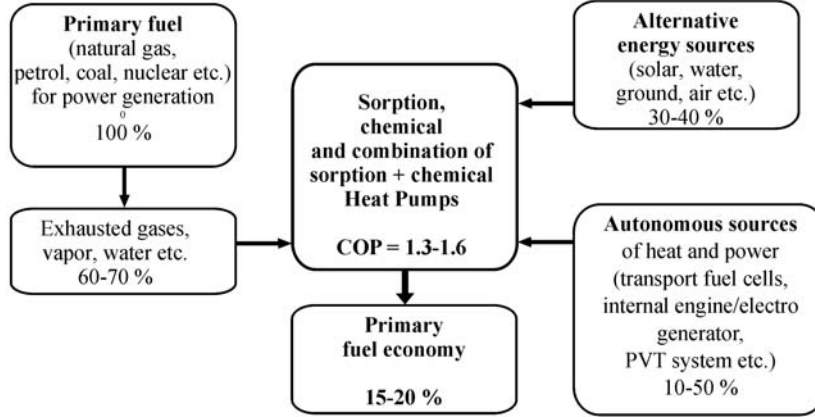 Primary fuel
(natural gas,
petrol, coal, nuclear etc.)
for power generation
0
100 %
Exhausted gases,
vapor, water etc.
60-70 %
Sorption,
chemical
and combination of
sorption + chemical
Heat Pumps
COP = 1.3-1.6
Primary
fuel economy
15-20 %
Alternative
energy sources
(solar, water,
ground, air etc.)
30-40 %
Autonomous sources
of heat and power
(transport fuel cells,
internal engine/electro
generator,
PVT system etc.)
10-50 %